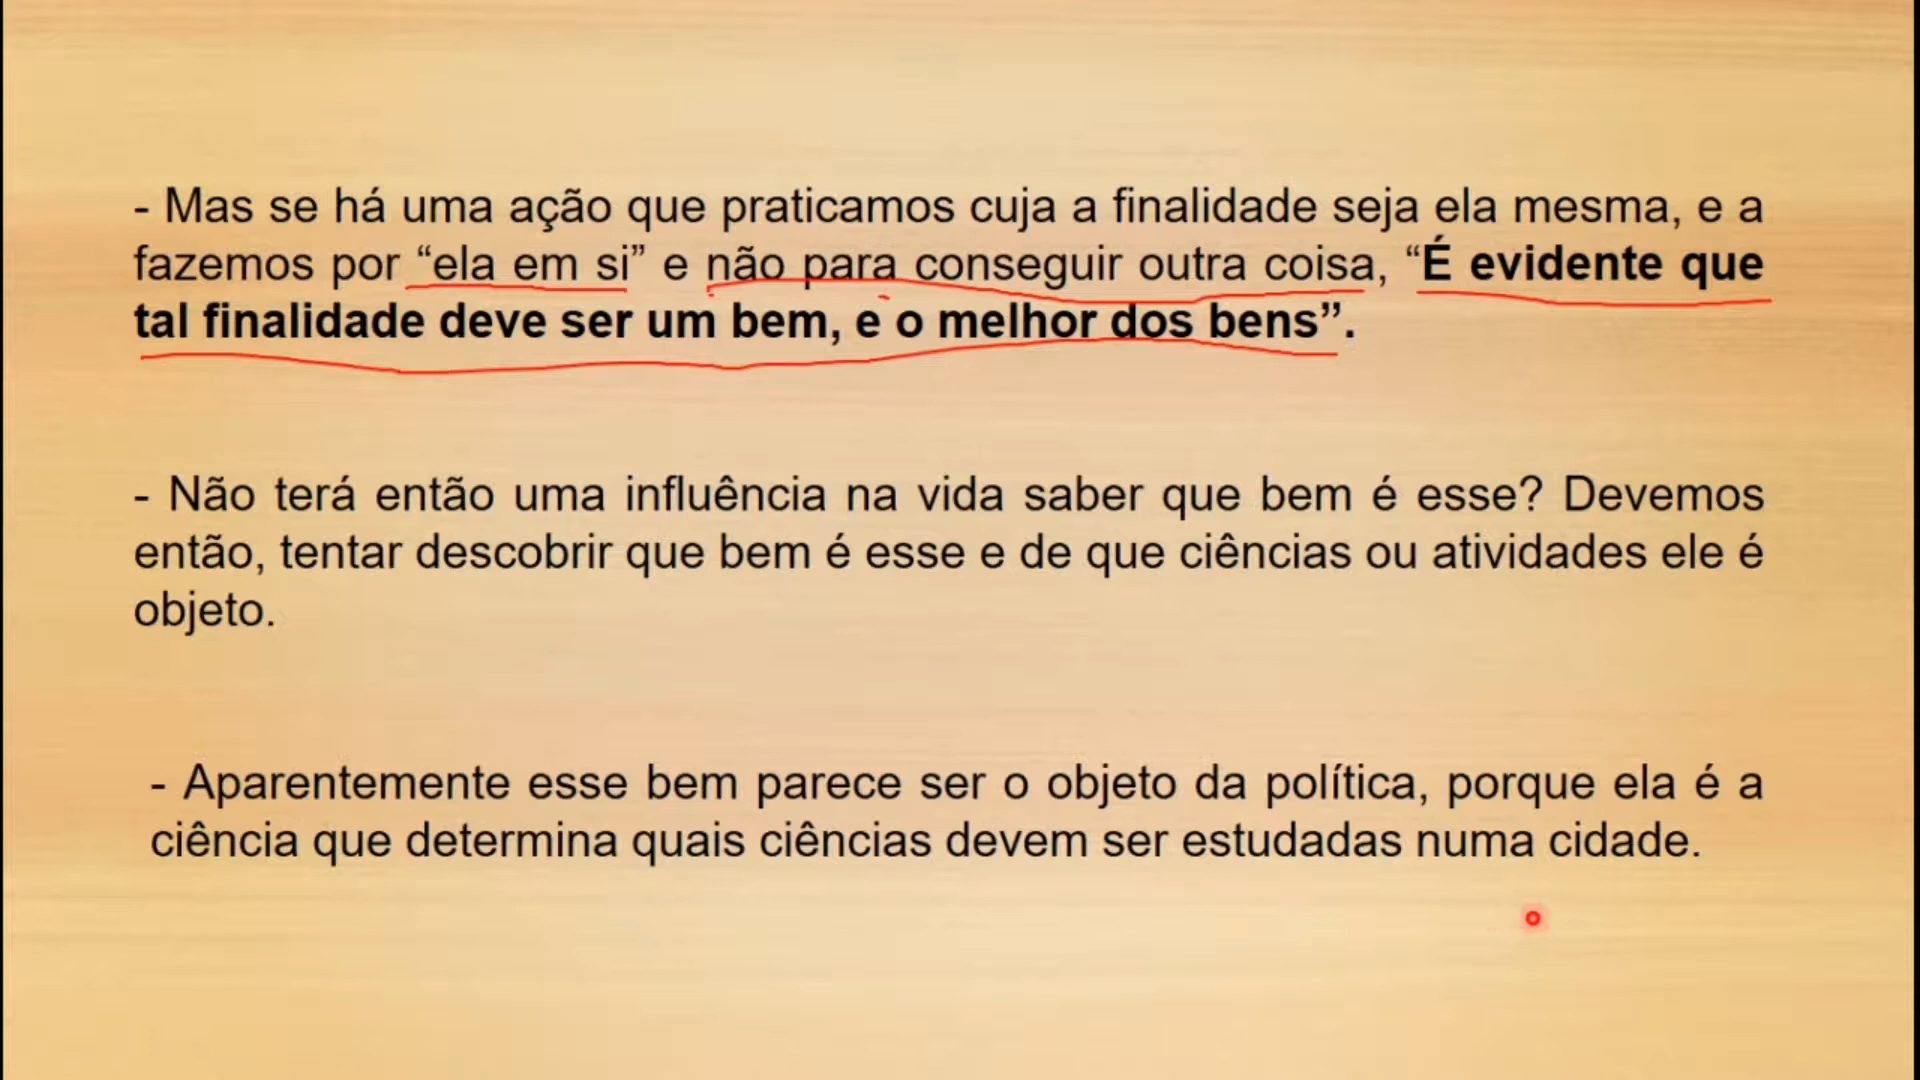 - Mas se há uma ação que praticamos cuja a finalidade seja ela mesma, e a
fazemos por “ela em si” e não para conseguir outra coisa, “É evidente que
tal finalidade deve ser um bem, e o melhor dos bens”.
- Não terá então uma influência na vida saber que bem é esse? Devemos
então, tentar descobrir que bem é esse e de que ciências ou atividades ele é
objeto.
- Aparentemente esse bem parece ser o objeto da política, porque ela é a
ciência que determina quais ciências devem ser estudadas numa cidade.